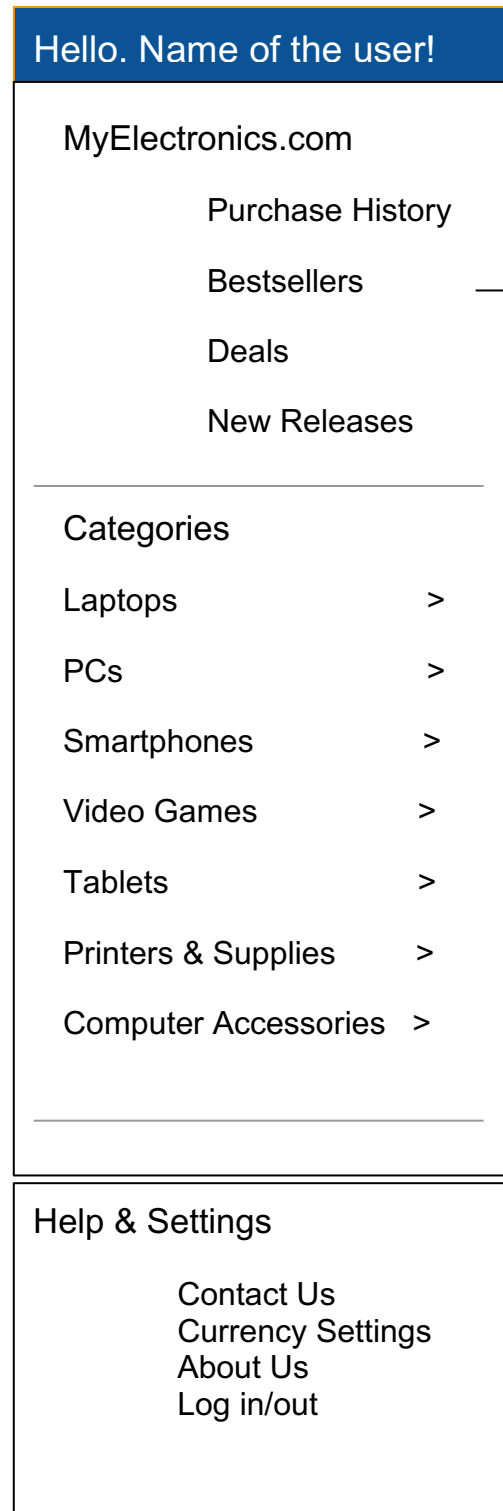 Hello. Name of the user!
MyElectronics.com
Purchase History
Bestsellers
Deals
New Releases
Categories
Laptops >
PCs >
Smartphones >
Video Games >
Tablets >
Printers & Supplies >
Computer Accessories >
Help & Settings
Contact Us
Currency Settings
About Us
Log in/out